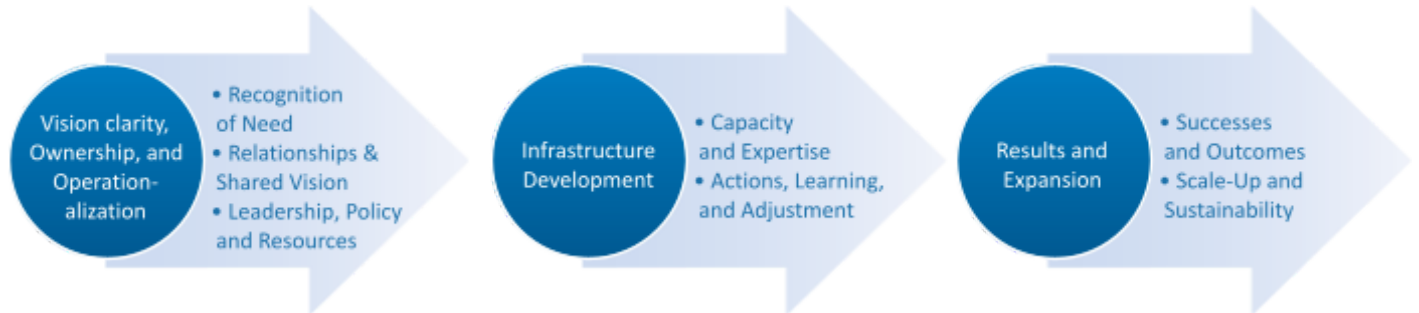 Vision clarity,
Ownership, and
Operation-
alization
• Recognition
of Need
• Relationships &
Shared Vision
• Leadership, Policy
and Resources
Infrastructure
Development
• Capacity
and Expertise
• Actions, Learning,
and Adjustment
Results and
Expansion
• Successes
and Outcomes
• Scale-Up and
Sustainability